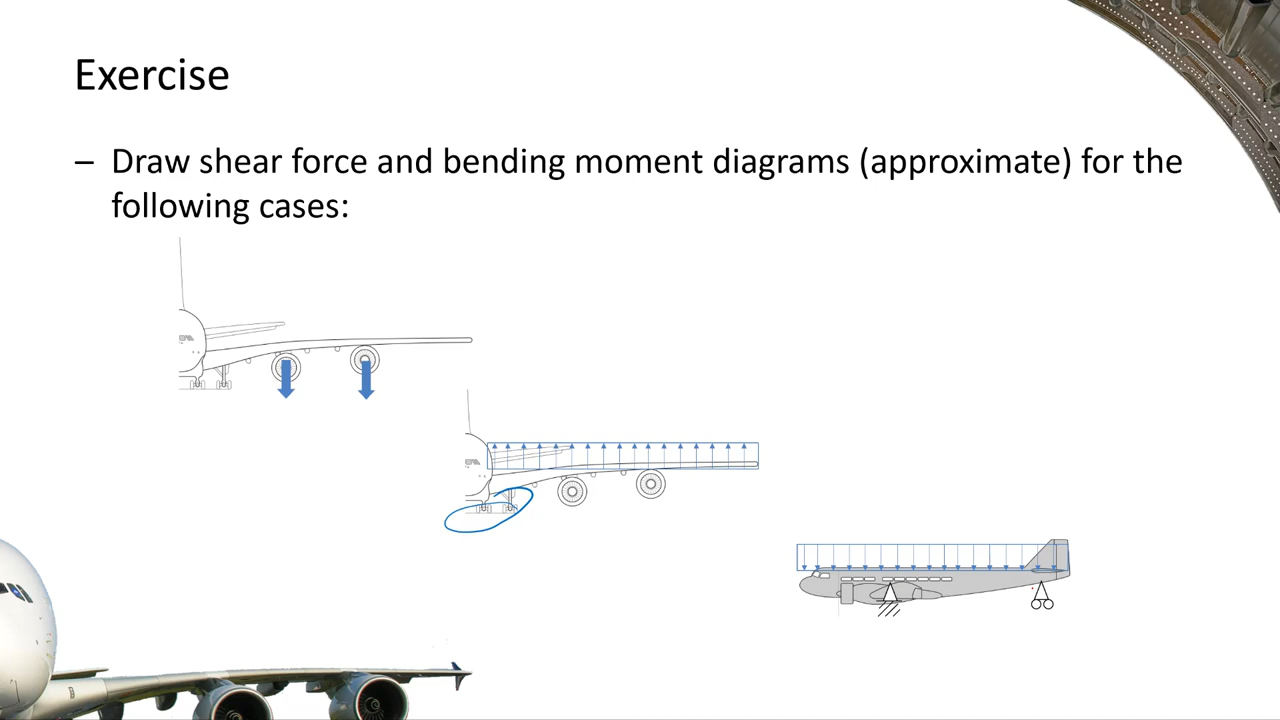 Exercise
– Draw shear force and bending moment diagrams (approximate) for the
following cases: